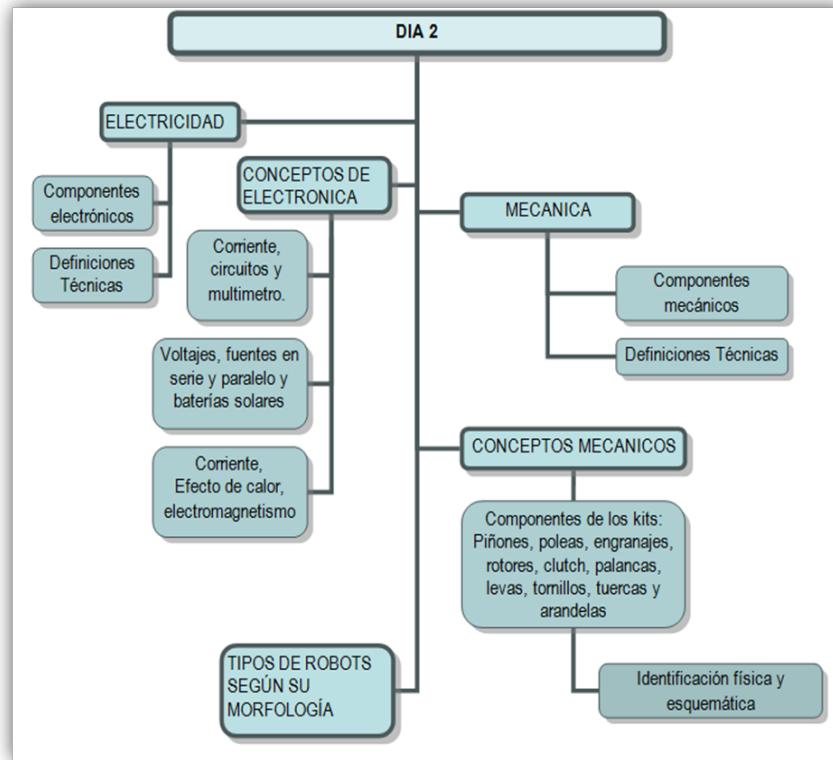 DIA 2
ELECTRICIDAD
Componentes
electrónicos
Definiciones
Técnicas
CONCEPTOS DE
ELECTRONICA
Corriente,
circuitos y
multimetro.
Voltajes, fuentes en
serie y paralelo y
baterías solares
Corriente,
Efecto de calor,
electromagnetismo
MECANICA
Componentes
mecánicos
Definiciones Técnicas
CONCEPTOS MECANICOS
Componentes de los kits:
Piñones, poleas, engranajes,
rotores, clutch, palancas,
levas, tornillos, tuercas y
arandelas
Identificación física y
esquemática
TIPOS DE ROBOTS
SEGÚN SU
MORFOLOGÍA